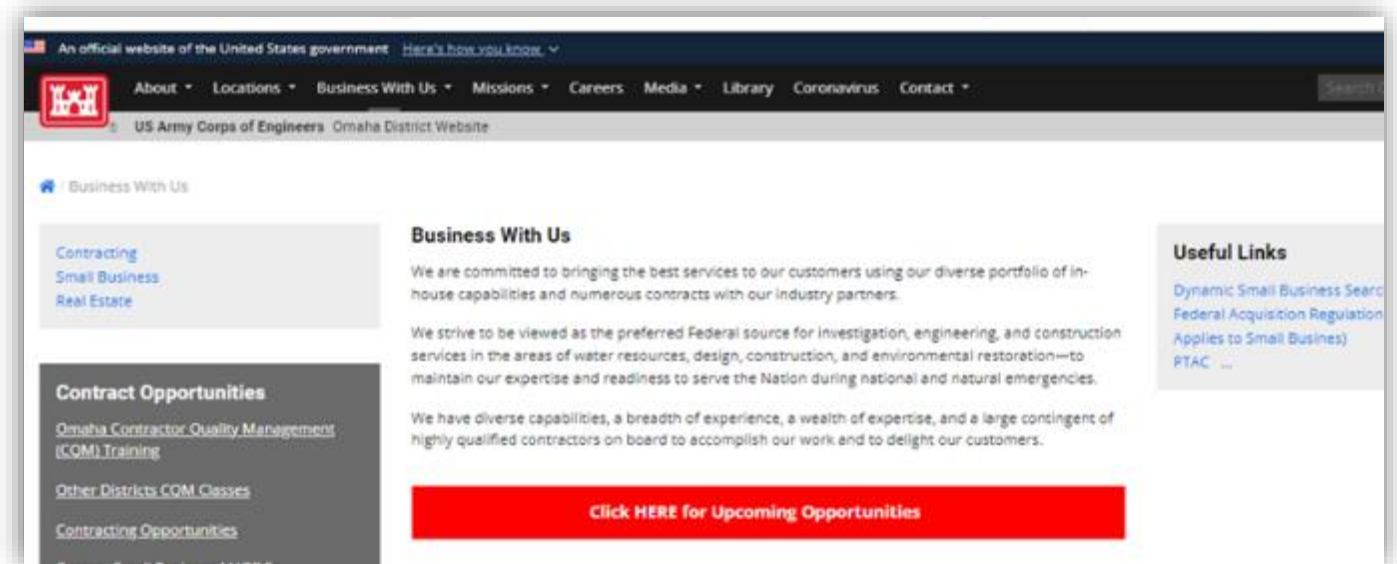 An official website of the United States government Here's how you know
About Locations Business With Us Missions Careers Media Library Coronavirus Contact
US Army Corps of Engineers Omaha District Website
/ Business With Us
Contracting
Small Business
Real Estate
Contract Opportunities
Omaha Contractor Quality Management
(CQM) Training
Other Districts CQM Classes
Contracting Opportunities
Business With Us
We are committed to bringing the best services to our customers using our diverse portfolio of in-
house capabilities and numerous contracts with our industry partners.
We strive to be viewed as the preferred Federal source for investigation, engineering, and construction
services in the areas of water resources, design, construction, and environmental restoration—to
maintain our expertise and readiness to serve the Nation during national and natural emergencies.
We have diverse capabilities, a breadth of experience, a wealth of expertise, and a large contingent of
highly qualified contractors on board to accomplish our work and to delight our customers.
Click HERE for Upcoming Opportunities
Useful Links
Dynamic Small Business Searc
Federal Acquisition Regulation
Applies to Small Busines)
PTAC ...